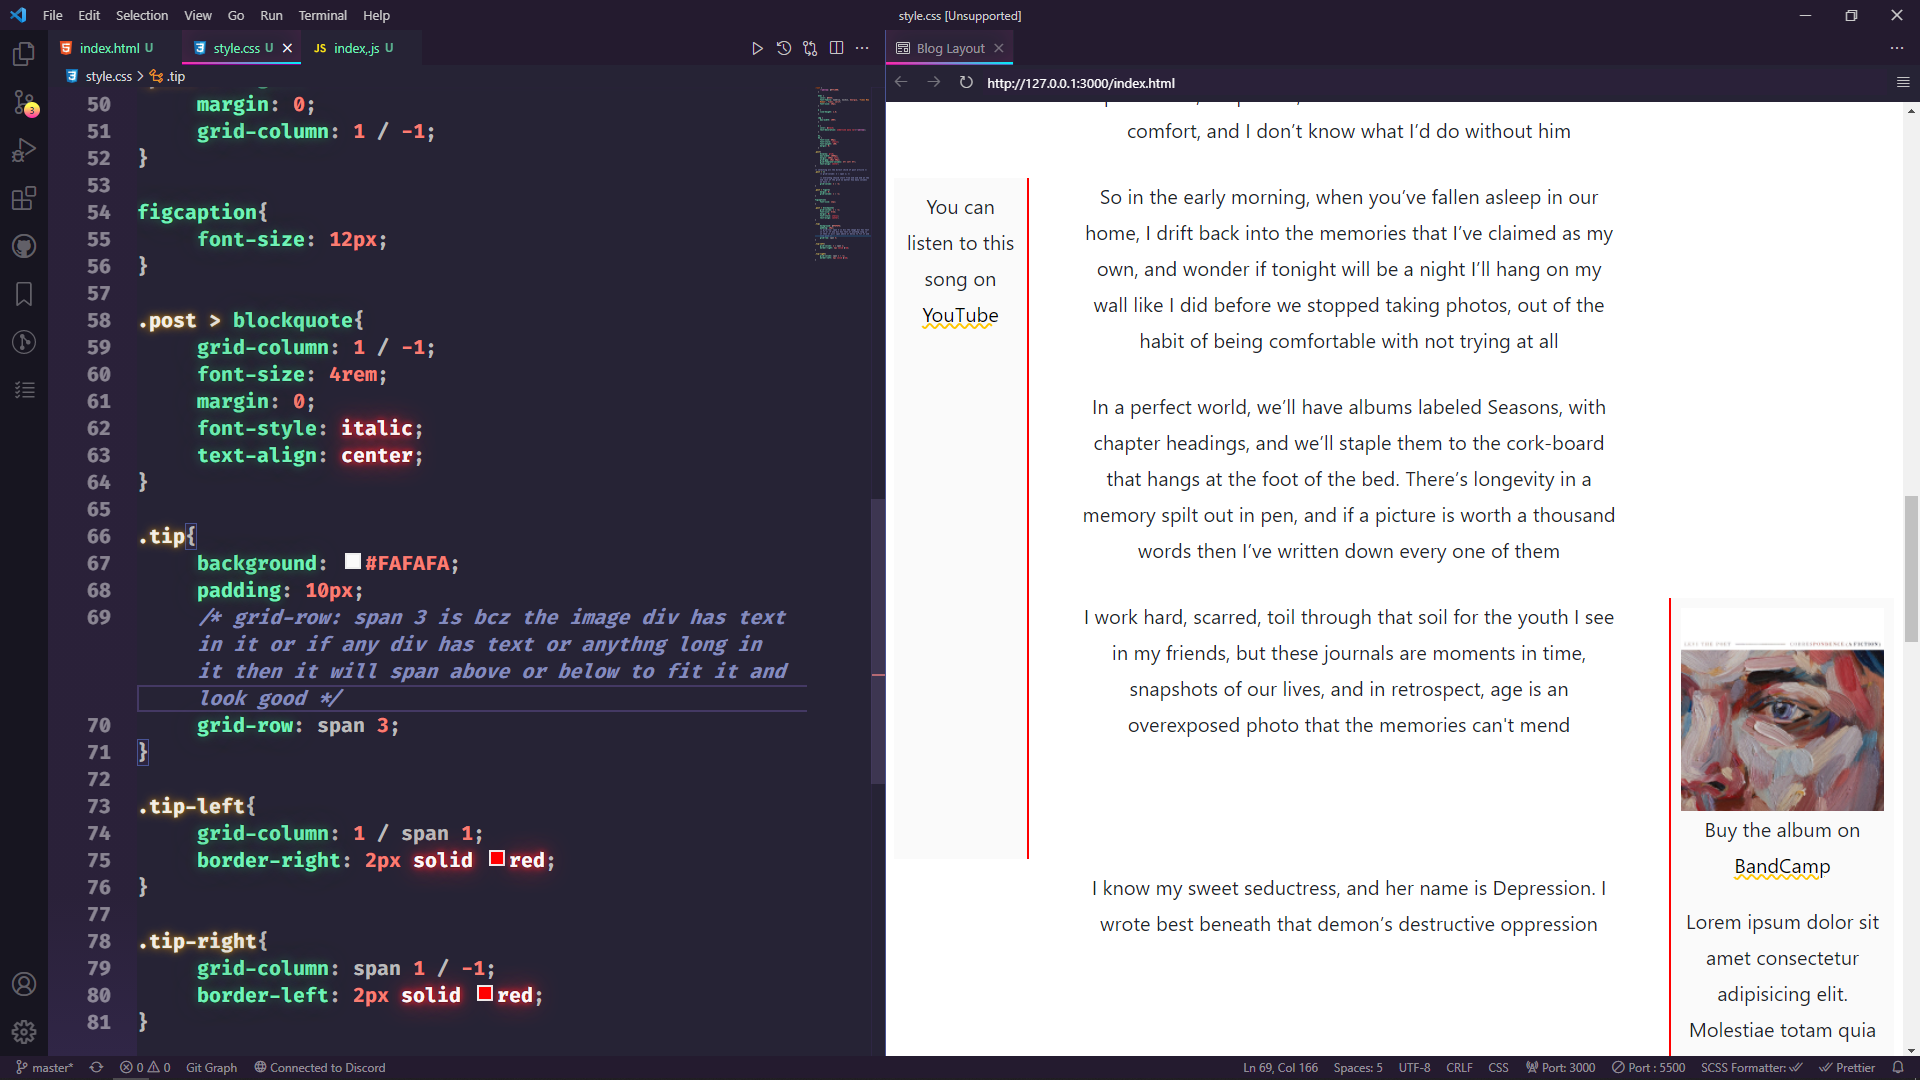 File Edit Selection View Go Run Terminal Help
style.css [Unsupported]
index.html U
style.css U
JS index,.js U
style.css > .tip
50 margin: 0;
51 grid-column: 1 / -1;
52 }
53
54 figcaption{
55 font-size: 12px;
56 }
57
58 .post > blockquote{
59 grid-column: 1 / -1;
60 font-size: 4rem;
61 margin: 0;
62 font-style: italic;
63 text-align: center;
64 }
65
66 .tip{
67 background: #FAFAFA;
68 padding: 10px;
69 /* grid-row: span 3 is bcz the image div has text
in it or if any div has text or anythng long in
it then it will span above or below to fit it and
look good */
70 grid-row: span 3;
71 }
72
73 .tip-left{
74 grid-column: 1 / span 1;
75 border-right: 2px solid red;
76 }
77
78 .tip-right{
79 grid-column: span 1 / -1;
80 border-left: 2px solid red;
81 }
Blog Layout
http://127.0.0.1:3000/index.html
comfort, and I don’t know what I’d do without him
You can
listen to this
song on
YouTube
So in the early morning, when you’ve fallen asleep in our
home, I drift back into the memories that I’ve claimed as my
own, and wonder if tonight will be a night I’ll hang on my
wall like I did before we stopped taking photos, out of the
habit of being comfortable with not trying at all
In a perfect world, we’ll have albums labeled Seasons, with
chapter headings, and we’ll staple them to the cork-board
that hangs at the foot of the bed. There’s longevity in a
memory spilt out in pen, and if a picture is worth a thousand
words then I’ve written down every one of them
I work hard, scarred, toil through that soil for the youth I see
in my friends, but these journals are moments in time,
snapshots of our lives, and in retrospect, age is an
overexposed photo that the memories can't mend
I know my sweet seductress, and her name is Depression. I
wrote best beneath that demon’s destructive oppression
Buy the album on
BandCamp
Lorem ipsum dolor sit
amet consectetur
adipisicing elit.
Molestiae totam quia
3
master* 0 0 Git Graph Connected to Discord
Ln 69, Col 166 Spaces: 5 UTF-8 CRLF CSS Port: 3000 Port : 5500 SCSS Formatter: Prettier